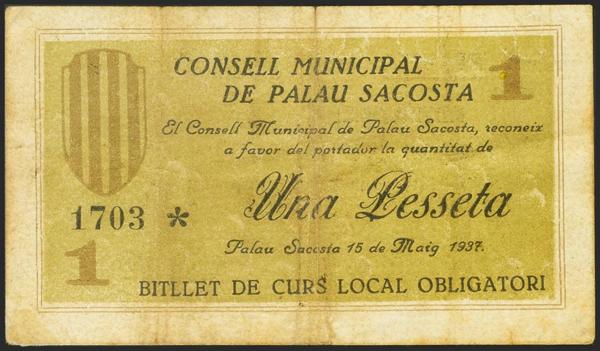 CONSELL MUNICIPAL
DE PALAU SACOSTA
1
El Consell Municipal de Palau Sacosta, reconeix
a favor del portador la quantitat de
Una Pesseta
1703 *
Palau Sacosta 15 de Maig 1937.
1
BITLLET DE CURS LOCAL OBLIGATORI